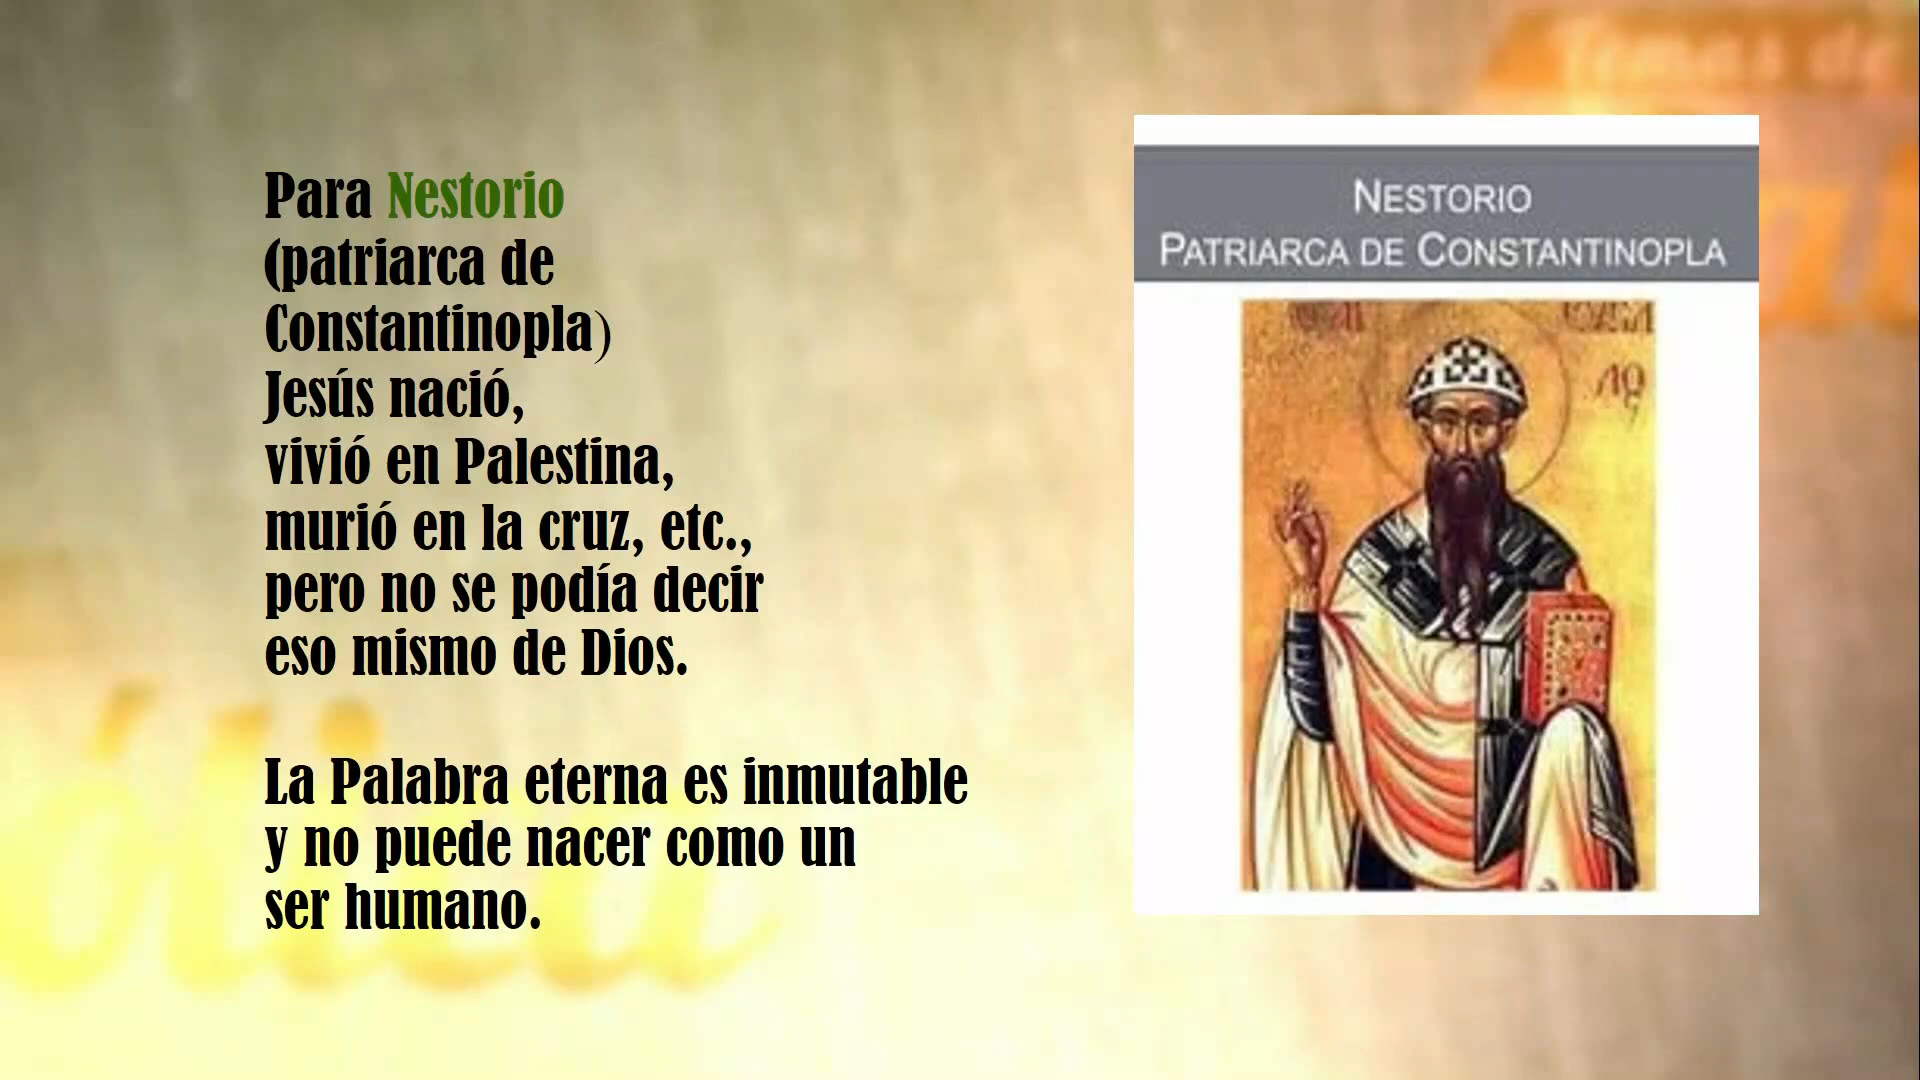 Para Nestorio
(patriarca de
Constantinopla)
Jesús nació,
vivió en Palestina,
murió en la cruz, etc.,
pero no se podía decir
eso mismo de Dios.
La Palabra eterna es inmutable
y no puede nacer como un
ser humano.
Temas de
NESTORIO
PATRIARCA DE CONSTANTINOPLA